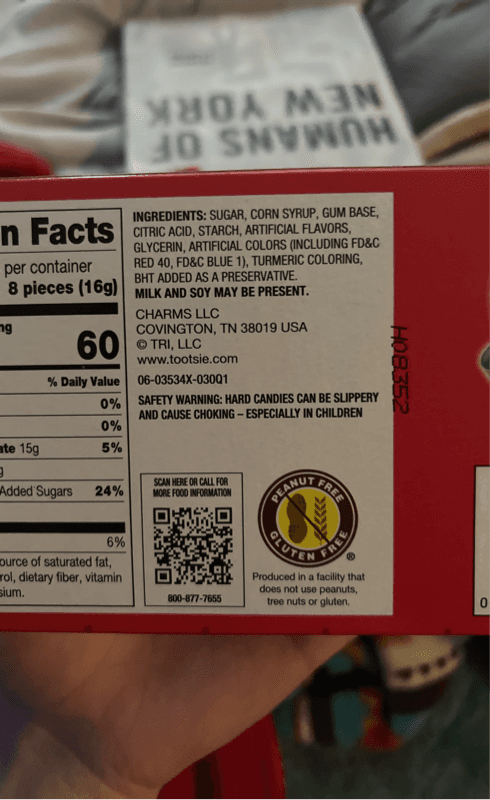 HUMANS OF
NEW YORK
n Facts
per container
8 pieces (16g)
ng
60
% Daily Value
0%
0%
ate 15g 5%
g
Added Sugars 24%
6%
ource of saturated fat,
rol, dietary fiber, vitamin
sium.
INGREDIENTS: SUGAR, CORN SYRUP, GUM BASE,
CITRIC ACID, STARCH, ARTIFICIAL FLAVORS,
GLYCERIN, ARTIFICIAL COLORS (INCLUDING FD&C
RED 40, FD&C BLUE 1), TURMERIC COLORING,
BHT ADDED AS A PRESERVATIVE.
MILK AND SOY MAY BE PRESENT.
CHARMS LLC
COVINGTON, TN 38019 USA
© TRI, LLC
www.tootsie.com
06-03534X-030Q1
SAFETY WARNING: HARD CANDIES CAN BE SLIPPERY
AND CAUSE CHOKING – ESPECIALLY IN CHILDREN
SCAN HERE OR CALL FOR
MORE FOOD INFORMATION
800-877-7655
PEANUT FREE
GLUTEN FREE
®
Produced in a facility that
does not use peanuts,
tree nuts or gluten.
H08352
0